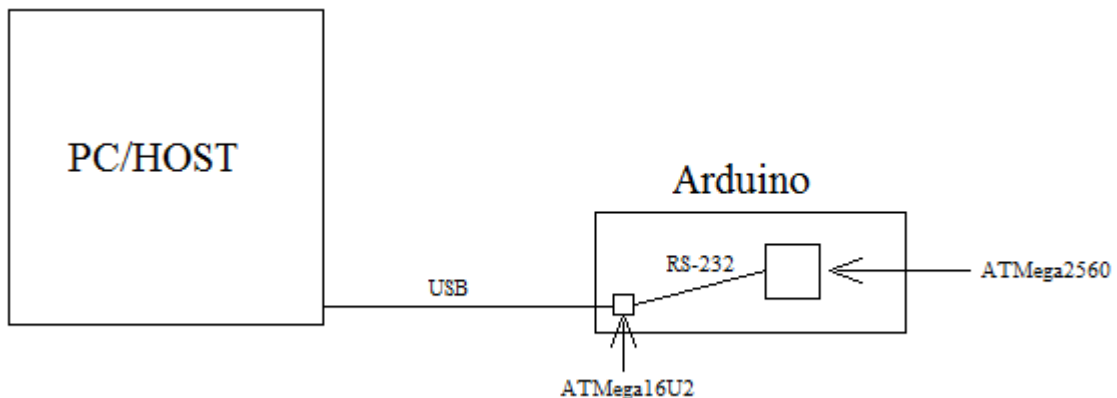 PC/HOST
Arduino
RS-232
ATMega2560
USB
ATMega16U2